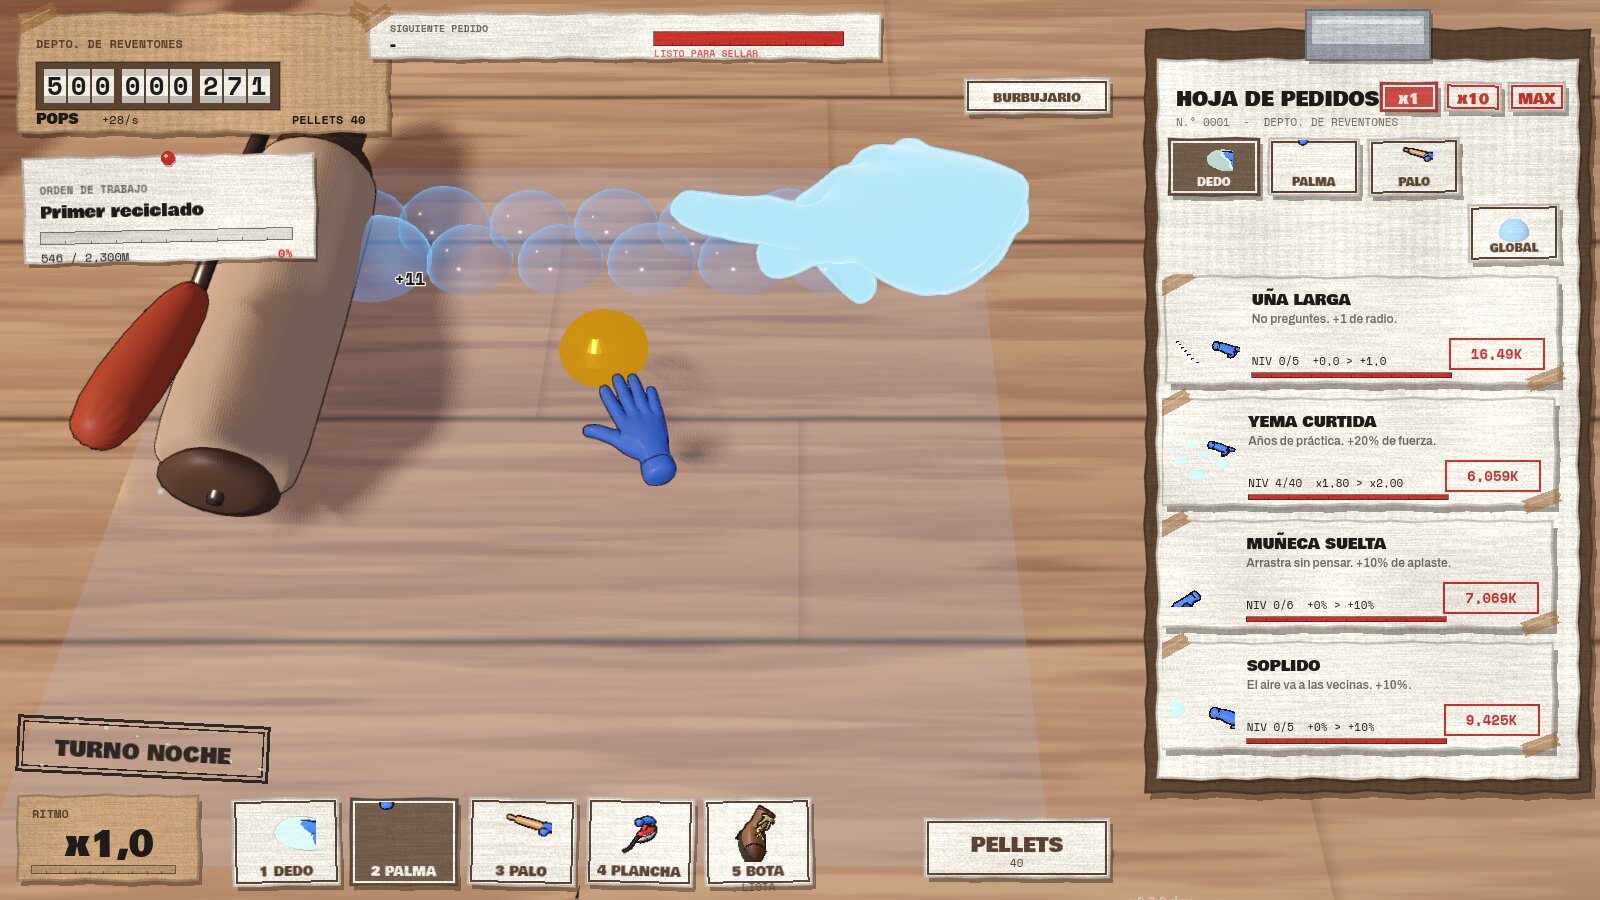 DEPTO. DE REVENTONES
500 000 271
POPS +28/s PELLETS 40
SIGUIENTE PEDIDO
-
LISTO PARA SELLAR
BURBUJARIO
ORDEN DE TRABAJO
Primer reciclado
0%
546 / 2,300M
+11
HOJA DE PEDIDOS
x1 x10 MAX
N.° 0001 - DEPTO. DE REVENTONES
DEDO PALMA PALO
GLOBAL
UÑA LARGA
No preguntes. +1 de radio.
NIV 0/5 +0,0 > +1,0
16,49K
YEMA CURTIDA
Años de práctica. +20% de fuerza.
NIV 4/40 x1,80 > x2,00
6,059K
MUÑECA SUELTA
Arrastra sin pensar. +10% de aplaste.
NIV 0/6 +0% > +10%
7,069K
SOPLIDO
El aire va a las vecinas. +10%.
NIV 0/5 +0% > +10%
9,425K
TURNO NOCHE
RITMO
x1,0
1 DEDO 2 PALMA 3 PALO 4 PLANCHA 5 BOTA
LISTA
PELLETS
40